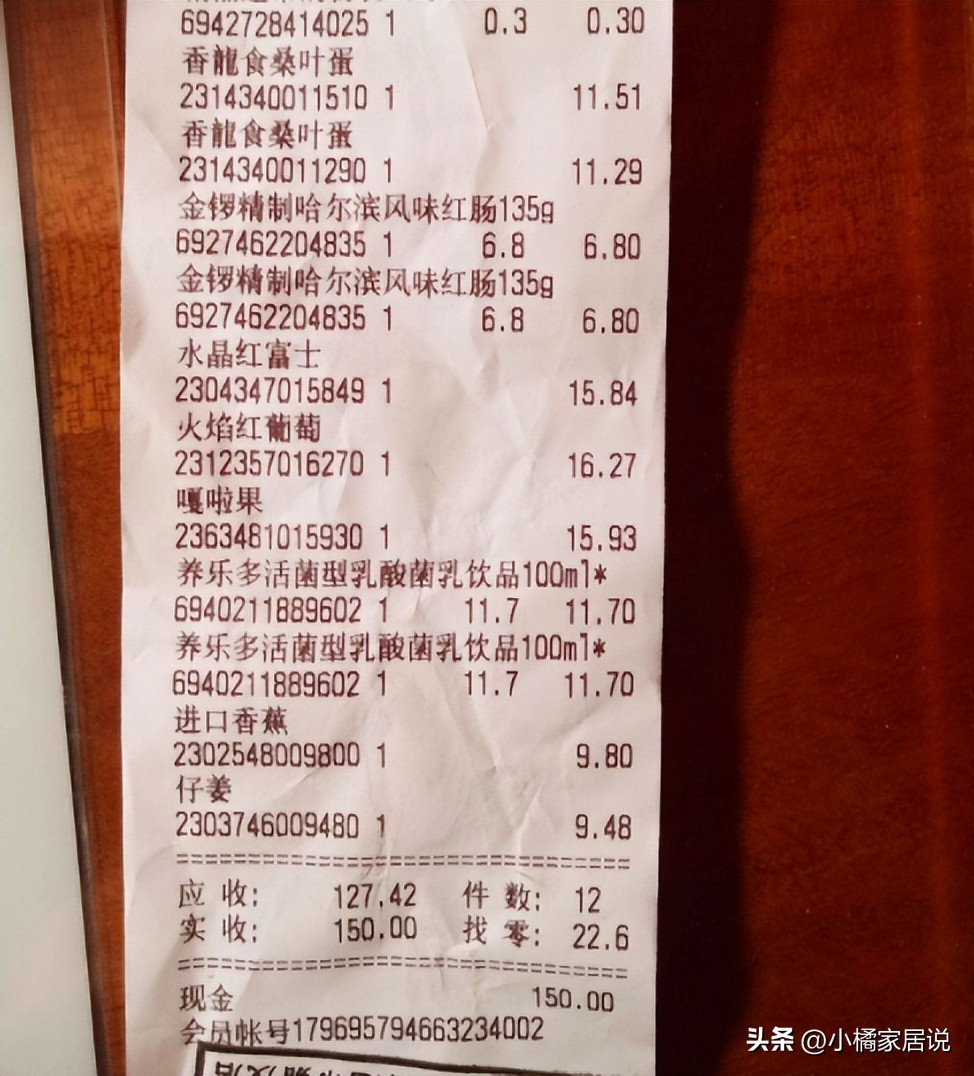 6942728414025 1 0.3 0.30
香龍食桑叶蛋
2314340011510 1 11.51
香龍食桑叶蛋
2314340011290 1 11.29
金锣精制哈尔滨风味红肠135g
6927462204835 1 6.8 6.80
金锣精制哈尔滨风味红肠135g
6927462204835 1 6.8 6.80
水晶红富士
2304347015849 1 15.84
火焰红葡萄
2312357016270 1 16.27
嘎啦果
2363481015930 1 15.93
养乐多活菌型乳酸菌乳饮品100ml*
6940211889602 1 11.7 11.70
养乐多活菌型乳酸菌乳饮品100ml*
6940211889602 1 11.7 11.70
进口香蕉
2302548009800 1 9.80
仔姜
2303746009480 1 9.48
应 收: 127.42 件 数: 12
实 收: 150.00 找 零: 22.6
现金 150.00
会员帐号179695794663234002
头条 @小橘家居说